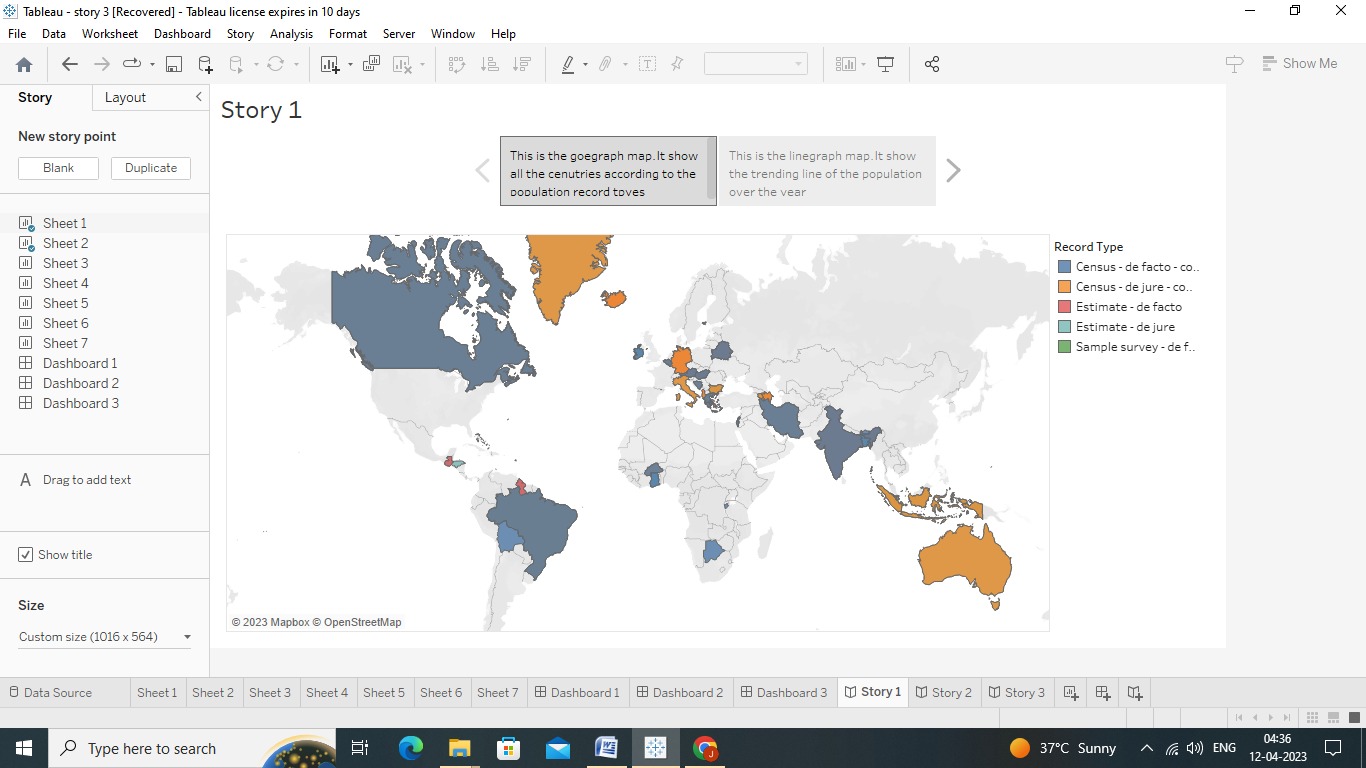 Tableau - story 3 [Recovered] - Tableau license expires in 10 days
File Data Worksheet Dashboard Story Analysis Format Server Window Help
Show Me
Story Layout
New story point
Blank Duplicate
Sheet 1
Sheet 2
Sheet 3
Sheet 4
Sheet 5
Sheet 6
Sheet 7
Dashboard 1
Dashboard 2
Dashboard 3
A Drag to add text
Show title
Size
Custom size (1016 x 564)
Story 1
This is the goegraph map.It show
all the cenutries according to the
population record tpyes
This is the linegraph map.It show
the trending line of the population
over the year
Record Type
Census - de facto - co..
Census - de jure - co..
Estimate - de facto
Estimate - de jure
Sample survey - de f..
© 2023 Mapbox © OpenStreetMap
Data Source Sheet 1 Sheet 2 Sheet 3 Sheet 4 Sheet 5 Sheet 6 Sheet 7 Dashboard 1 Dashboard 2 Dashboard 3 Story 1 Story 2 Story 3
Type here to search
37°C Sunny
ENG
04:36
12-04-2023